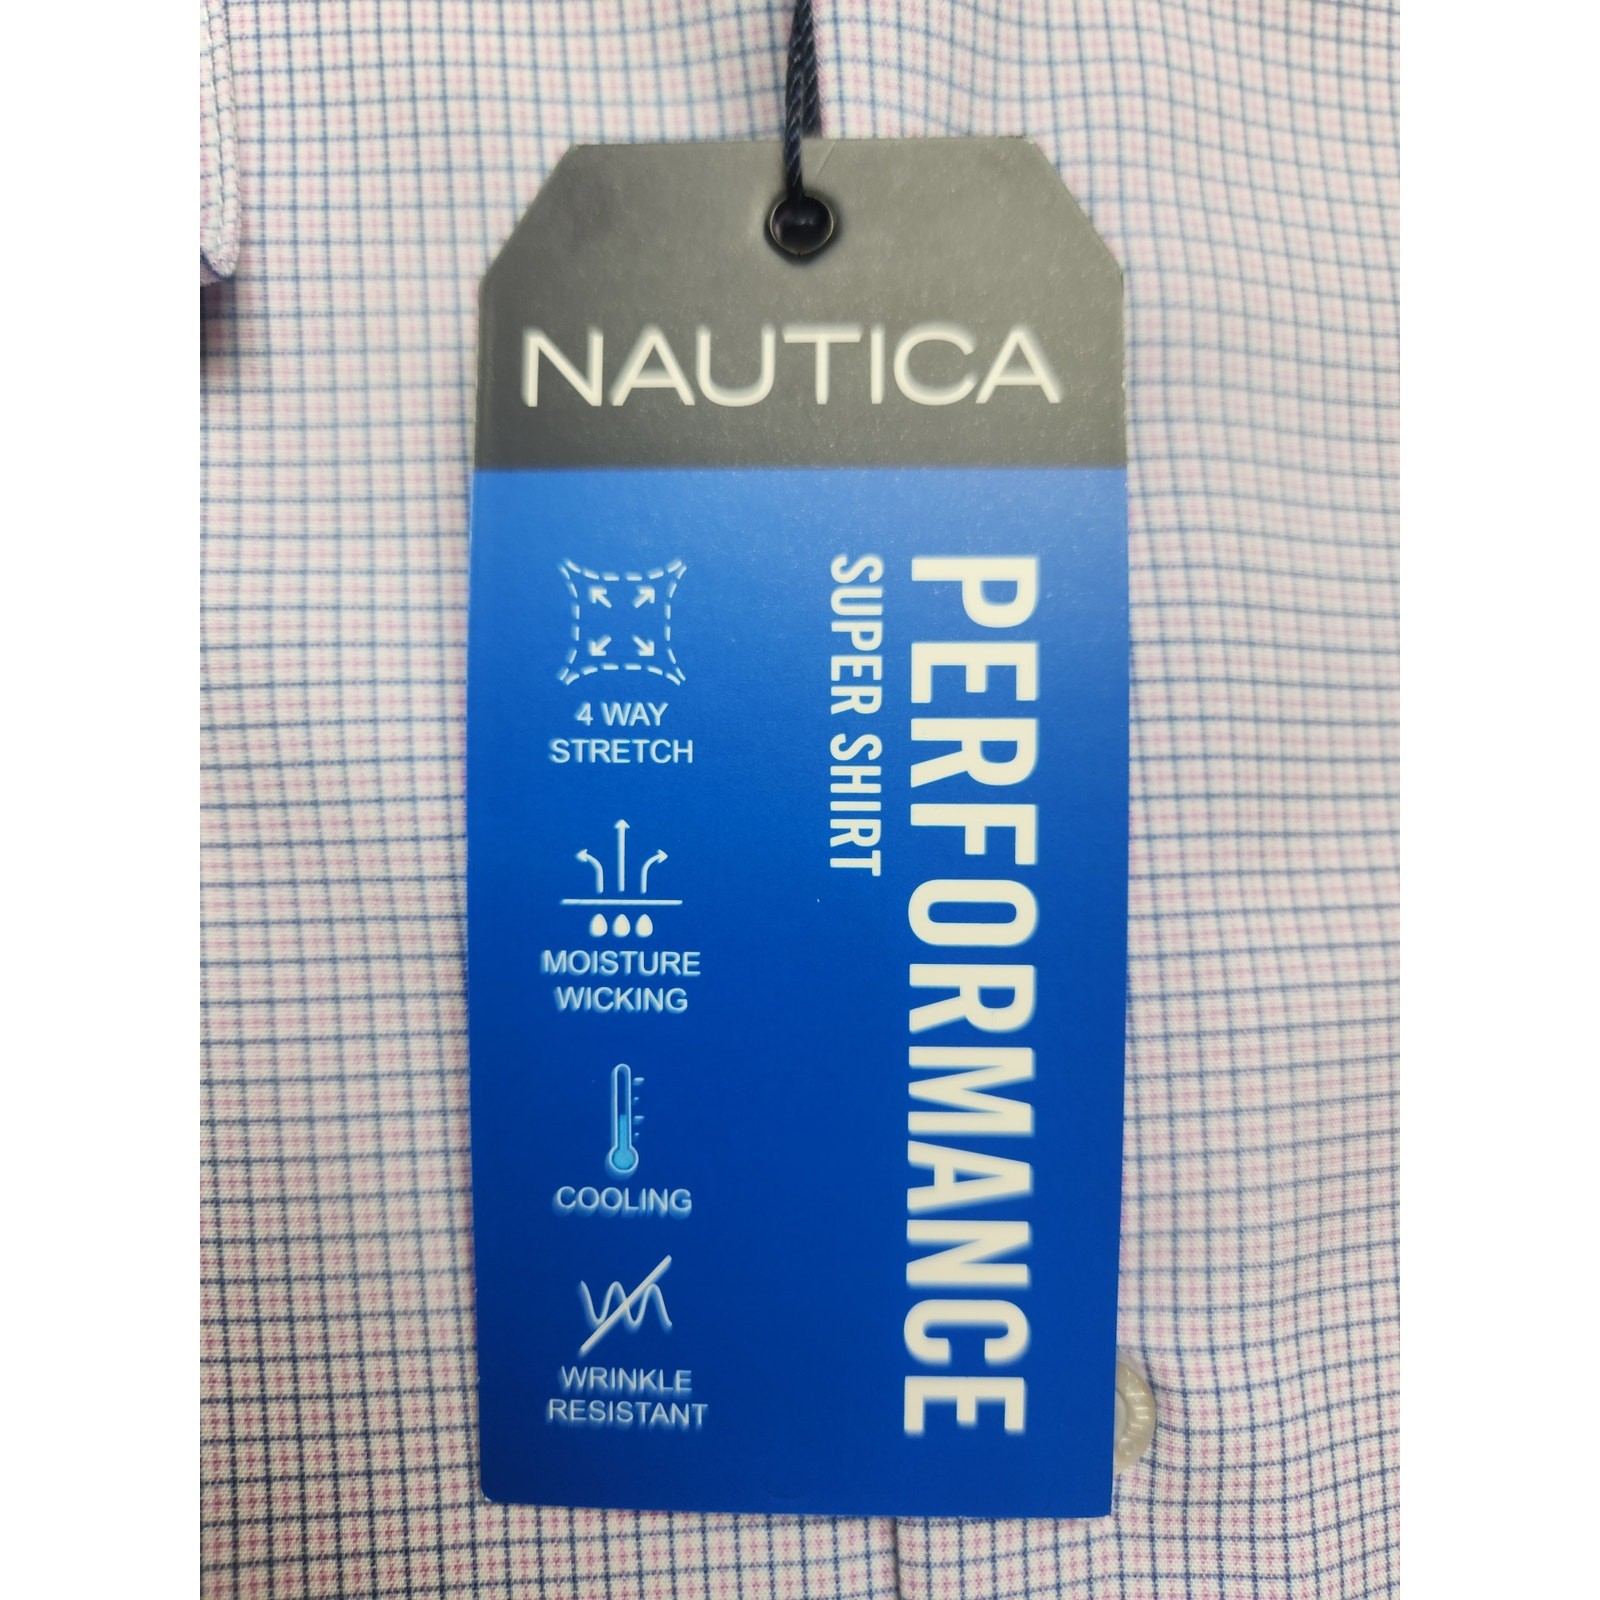 NAUTICA
PERFORMANCE
SUPER SHIRT
4 WAY
STRETCH
MOISTURE
WICKING
COOLING
WRINKLE
RESISTANT